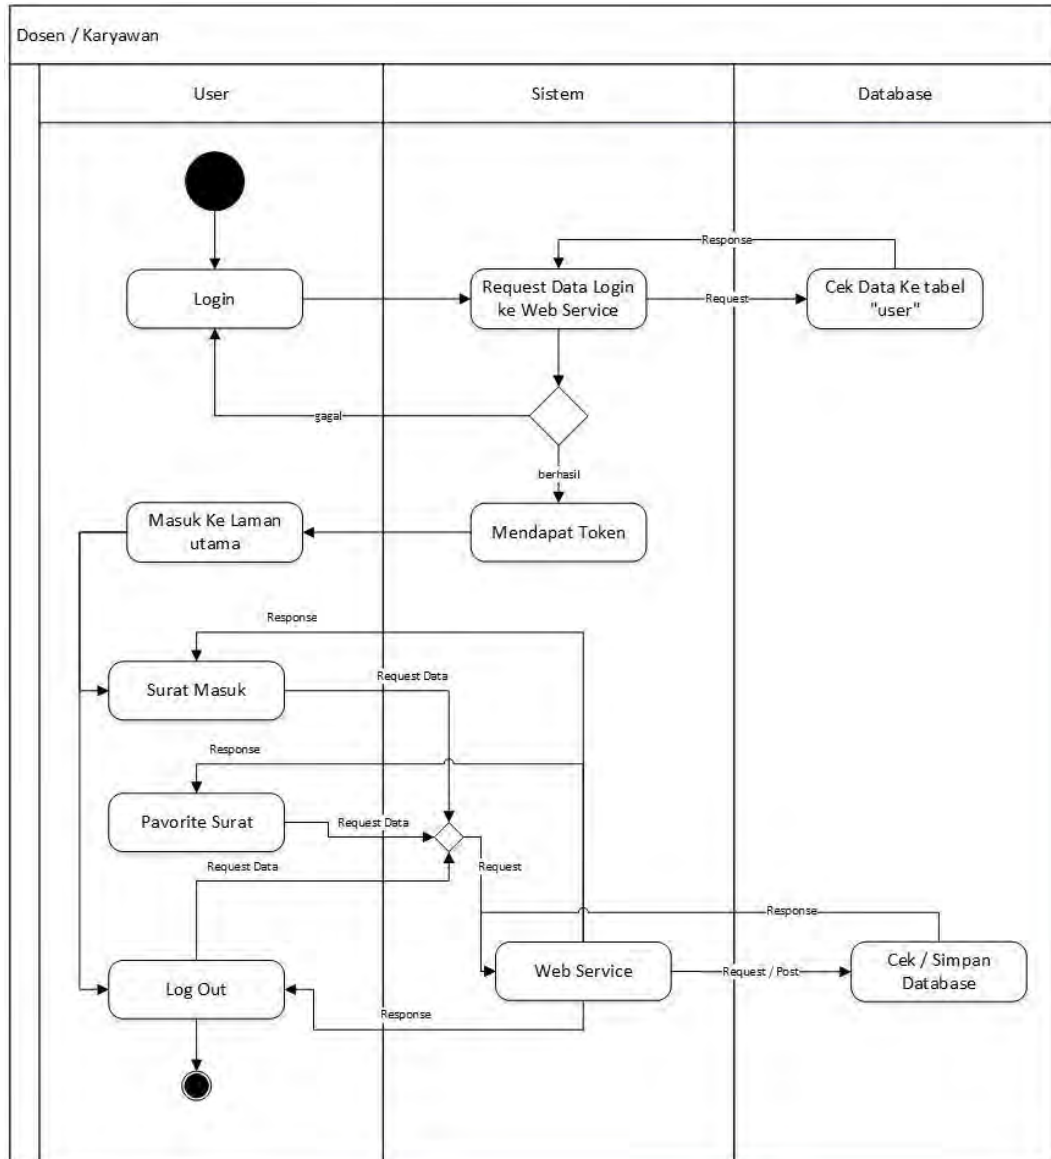 Dosen / Karyawan
User
Sistem
Database
Response
Login
Request Data Login
ke Web Service
Request
Cek Data Ke tabel
"user"
gagal
berhasil
Masuk Ke Laman
utama
Mendapat Token
Response
Surat Masuk
Request Data
Response
Pavorite Surat
Request Data
Request Data
Request
Response
Log Out
Web Service
Request / Post
Cek / Simpan
Database
Response